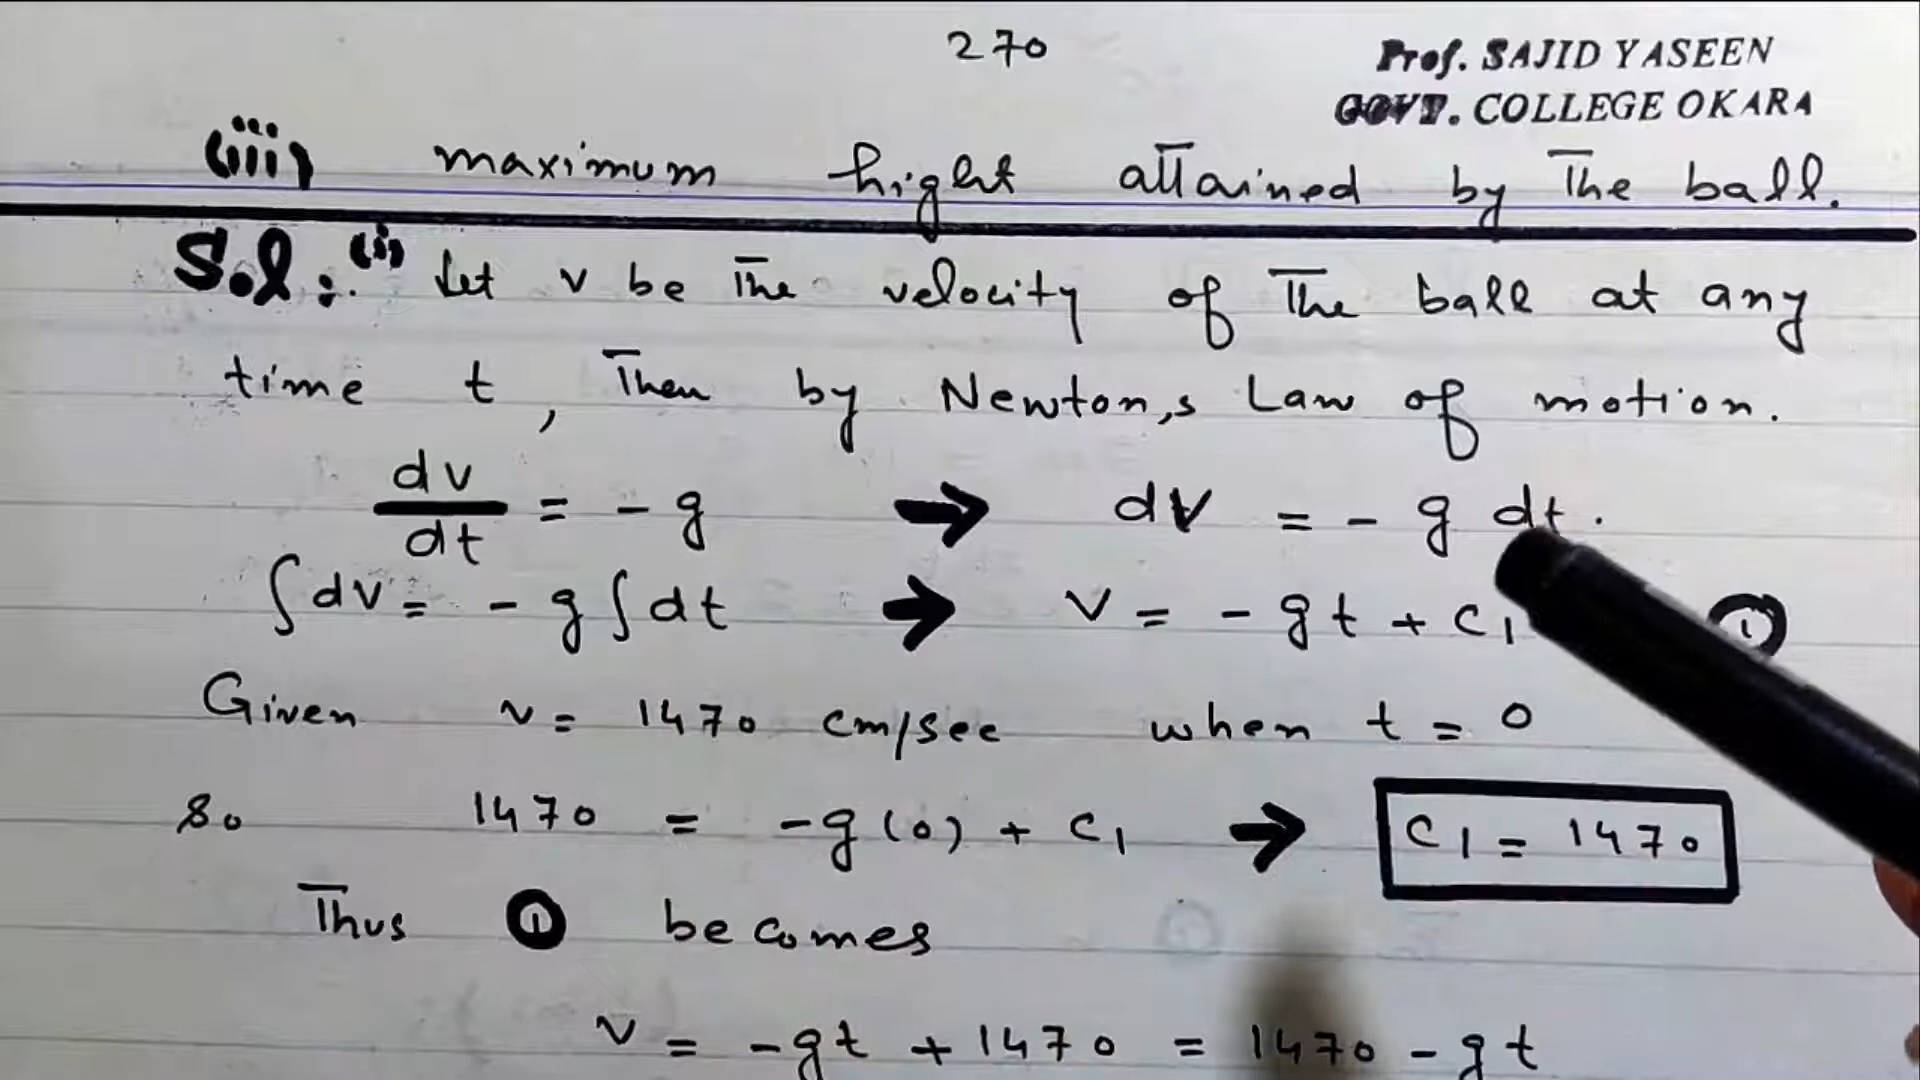 270
Prof. SAJID YASEEN
GOVT. COLLEGE OKARA
(iii) maximum hight attained by The ball.
Sol:. (i) Let v be The velocity of The ball at any
time t, Then by Newton,s Law of motion.
dv/dt = - g → dv = - g dt.
∫dv = - g∫dt → v = - gt + c1 ①
Given v = 1470 cm/sec when t = 0
So 1470 = -g(0) + c1 → c1 = 1470
Thus ① becomes
v = -gt + 1470 = 1470 - gt